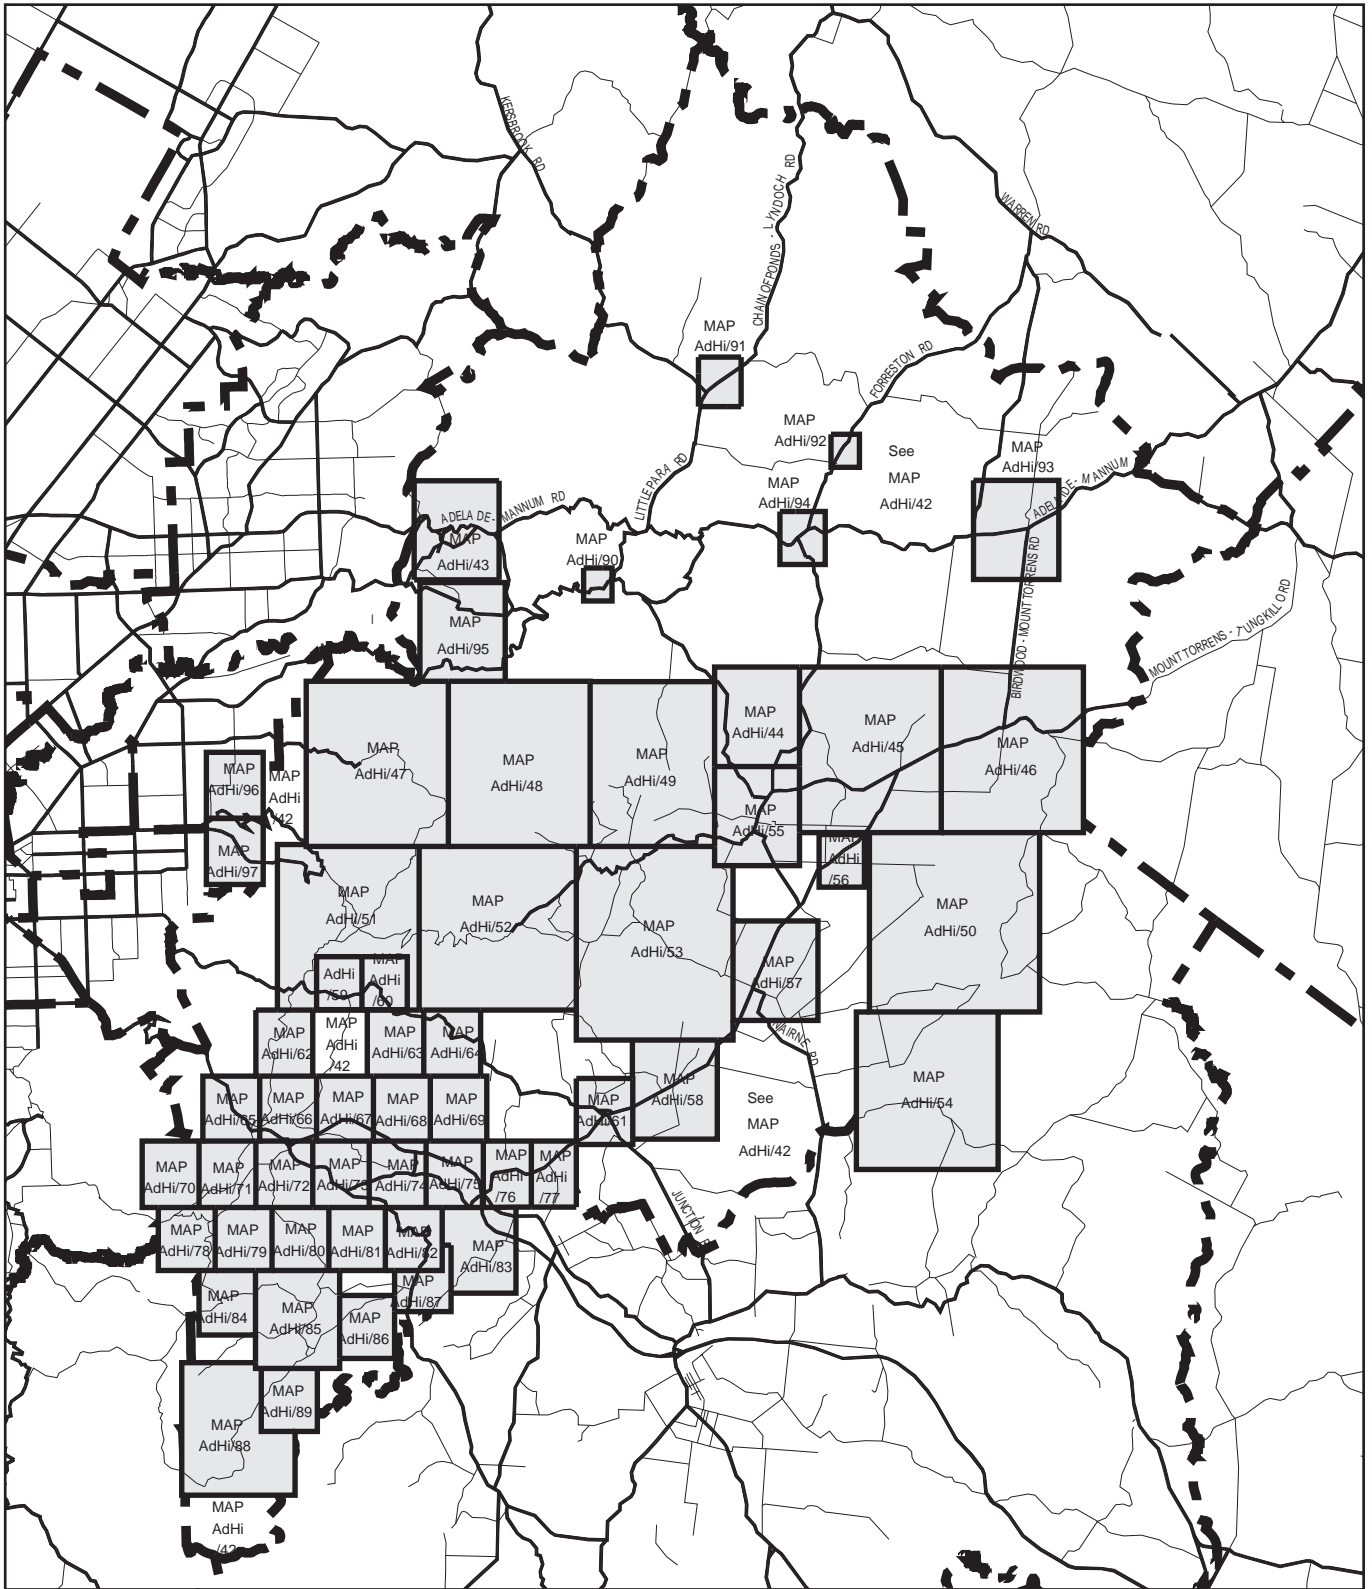 KERSBROOK RD
CHAIN OF PONDS - LYNDOCH RD
WARREN RD
MAP
AdHi/91
FORRESTON RD
MAP
AdHi/92
See
MAP
AdHi/42
MAP
AdHi/93
ADELAIDE - MANNUM
LITTLE PARA RD
MAP
AdHi/94
ADELAIDE - MANNUM RD
MAP
AdHi/43
MAP
AdHi/90
BIRDWOOD - MOUNT TORRENS RD
MOUNT TORRENS - TUNGKILLO RD
MAP
AdHi/95
MAP
AdHi/44
MAP
AdHi/45
MAP
AdHi/46
MAP
AdHi/47
MAP
AdHi/48
MAP
AdHi/49
MAP
AdHi/96
MAP
AdHi
/42
MAP
AdHi/55
MAP
AdHi
/56
MAP
AdHi/97
MAP
AdHi/51
MAP
AdHi/52
MAP
AdHi/53
MAP
AdHi/50
MAP
AdHi/57
AdHi
/59
MAP
AdHi
/60
NAIRNE RD
MAP
AdHi/62
MAP
AdHi
/42
MAP
AdHi/63
MAP
AdHi/64
MAP
AdHi/58
MAP
AdHi/54
See
MAP
AdHi/42
MAP
AdHi/65
MAP
AdHi/66
MAP
AdHi/67
MAP
AdHi/68
MAP
AdHi/69
MAP
AdHi/61
MAP
AdHi/70
MAP
AdHi/71
MAP
AdHi/72
MAP
AdHi/73
MAP
AdHi/74
MAP
AdHi/75
MAP
AdHi
/76
MAP
AdHi
/77
JUNCTION R
MAP
AdHi/78
MAP
AdHi/79
MAP
AdHi/80
MAP
AdHi/81
MAP
AdHi/82
MAP
AdHi/83
MAP
AdHi/84
MAP
AdHi/85
MAP
AdHi/86
MAP
AdHi/87
MAP
AdHi/88
MAP
AdHi/89
MAP
AdHi
/42